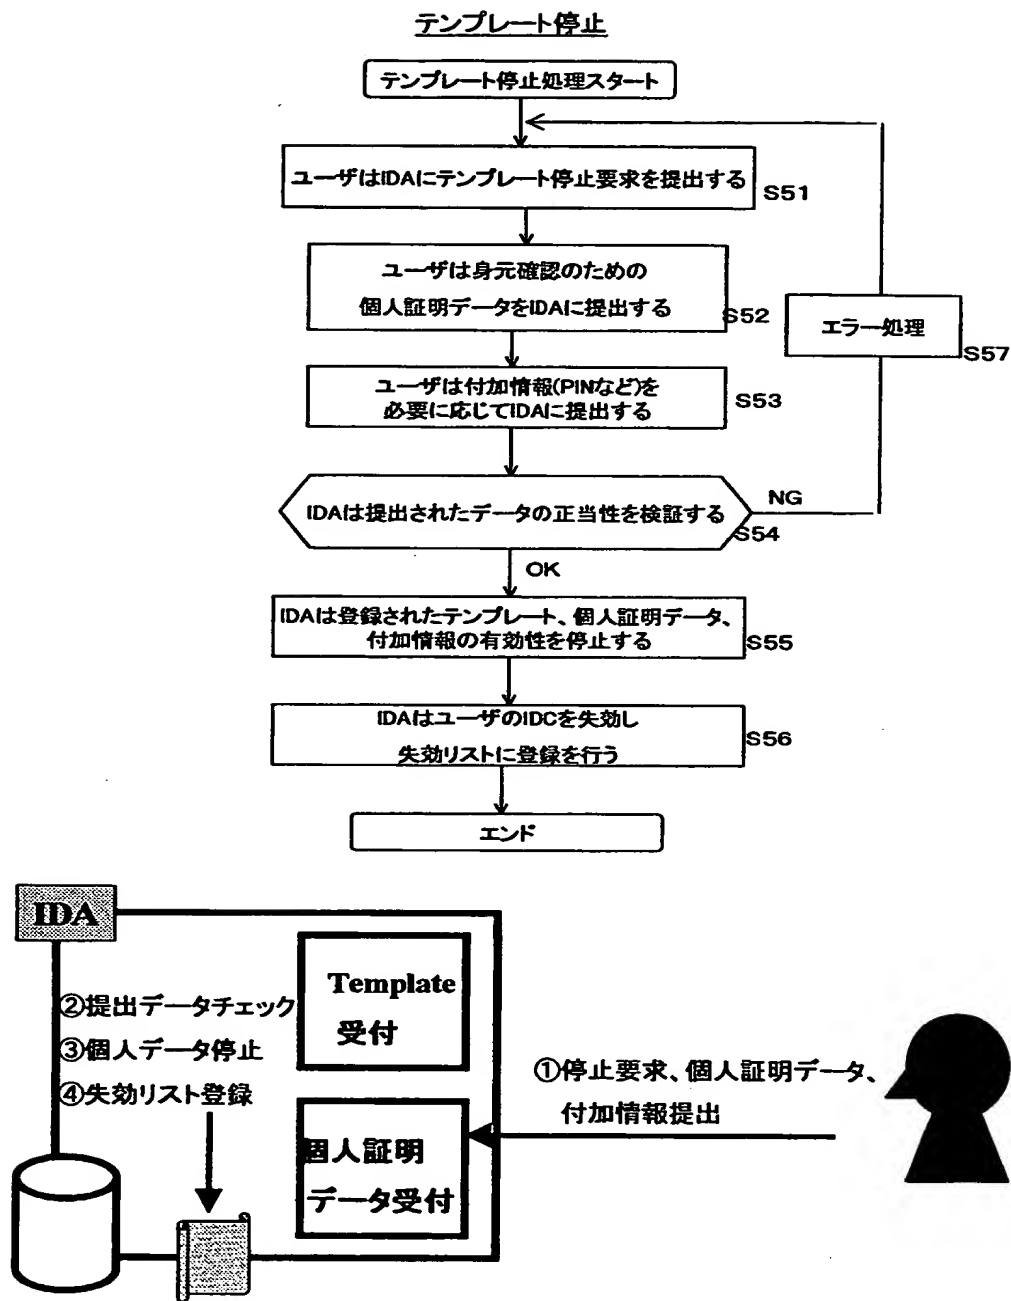 テンプレート停止
テンプレート停止処理スタート
ユーザはIDAにテンプレート停止要求を提出する
S51
ユーザは身元確認のための
個人証明データをIDAに提出する
S52
エラー処理
S57
ユーザは付加情報(PINなど)を
必要に応じてIDAに提出する
S53
IDAは提出されたデータの正当性を検証する
S54
NG
OK
IDAは登録されたテンプレート、個人証明データ、
付加情報の有効性を停止する
S55
IDAはユーザのIDCを失効し
失効リストに登録を行う
S56
エンド
IDA
Template
受付
②提出データチェック
③個人データ停止
④失効リスト登録
①停止要求、個人証明データ、
付加情報提出
個人証明
データ受付